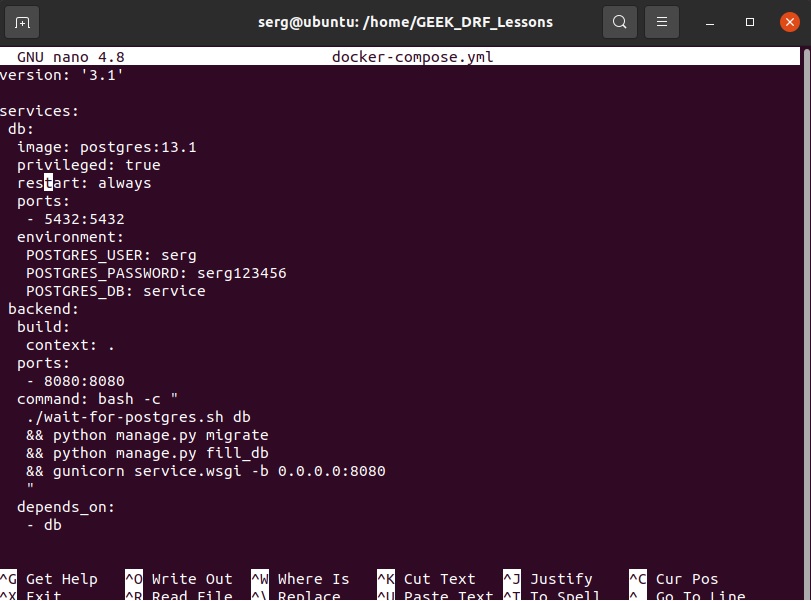 serg@ubuntu: /home/GEEK_DRF_Lessons
GNU nano 4.8 docker-compose.yml
version: '3.1'
services:
db:
image: postgres:13.1
privileged: true
restart: always
ports:
- 5432:5432
environment:
POSTGRES_USER: serg
POSTGRES_PASSWORD: serg123456
POSTGRES_DB: service
backend:
build:
context: .
ports:
- 8080:8080
command: bash -c "
./wait-for-postgres.sh db
&& python manage.py migrate
&& python manage.py fill_db
&& gunicorn service.wsgi -b 0.0.0.0:8080
"
depends_on:
- db
^G Get Help ^O Write Out ^W Where Is ^K Cut Text ^J Justify ^C Cur Pos
^X Exit ^R Read File ^\ Replace ^U Paste Text ^T To Spell ^_ Go To Line